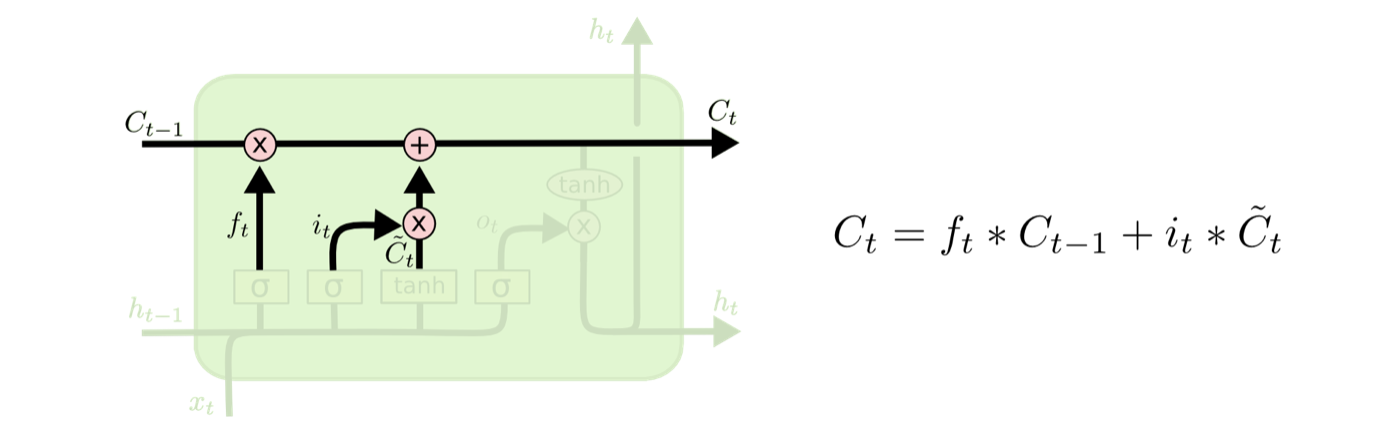 h_t
C_{t-1}
C_t
x
+
tanh
f_t
i_t
x
o_t
x
C̃_t
σ
σ
tanh
σ
h_{t-1}
h_t
x_t
C_t = f_t * C_{t-1} + i_t * C̃_t